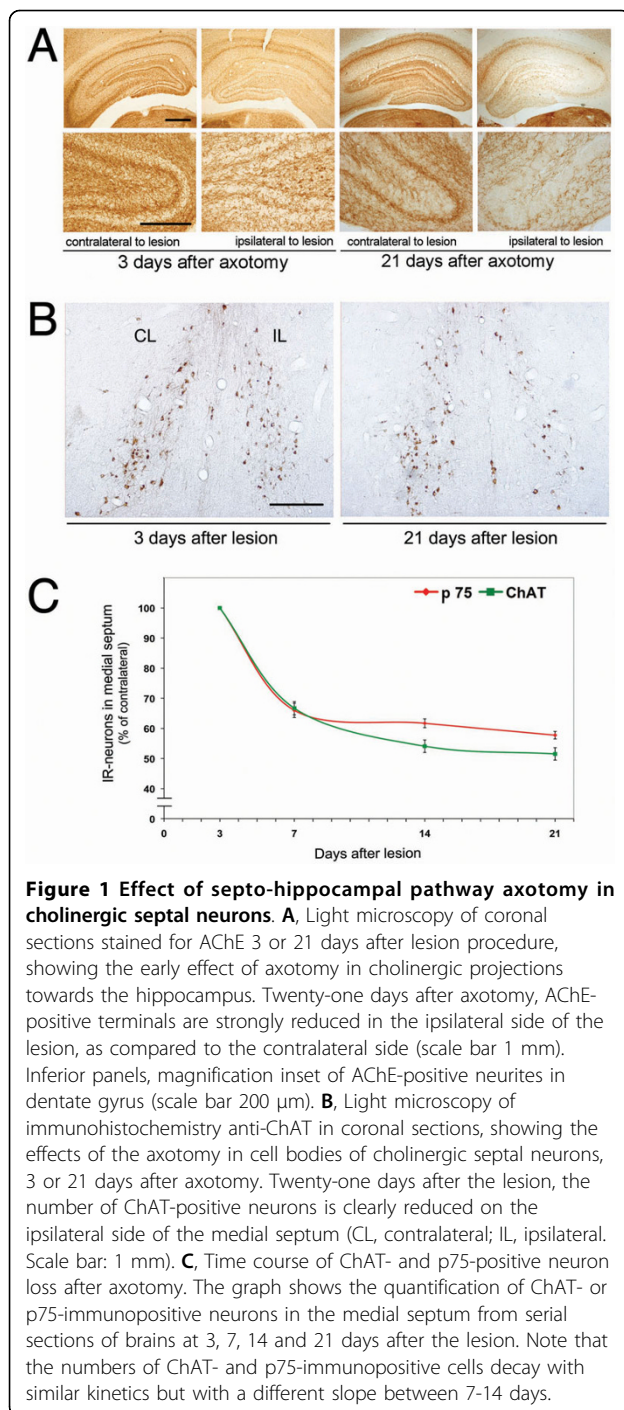 A
contralateral to lesion ipsilateral to lesion contralateral to lesion ipsilateral to lesion
3 days after axotomy 21 days after axotomy
B
CL IL
3 days after lesion 21 days after lesion
C
p 75 ChAT
IR-neurons in medial septum
(% of contralateral)
100
90
80
70
60
50
40
0
0 3 7 14 21
Days after lesion
Figure 1 Effect of septo-hippocampal pathway axotomy in
cholinergic septal neurons. A, Light microscopy of coronal
sections stained for AChE 3 or 21 days after lesion procedure,
showing the early effect of axotomy in cholinergic projections
towards the hippocampus. Twenty-one days after axotomy, AChE-
positive terminals are strongly reduced in the ipsilateral side of the
lesion, as compared to the contralateral side (scale bar 1 mm).
Inferior panels, magnification inset of AChE-positive neurites in
dentate gyrus (scale bar 200 μm). B, Light microscopy of
immunohistochemistry anti-ChAT in coronal sections, showing the
effects of the axotomy in cell bodies of cholinergic septal neurons,
3 or 21 days after axotomy. Twenty-one days after the lesion, the
number of ChAT-positive neurons is clearly reduced on the
ipsilateral side of the medial septum (CL, contralateral; IL, ipsilateral.
Scale bar: 1 mm). C, Time course of ChAT- and p75-positive neuron
loss after axotomy. The graph shows the quantification of ChAT- or
p75-immunopositive neurons in the medial septum from serial
sections of brains at 3, 7, 14 and 21 days after the lesion. Note that
the numbers of ChAT- and p75-immunopositive cells decay with
similar kinetics but with a different slope between 7-14 days.